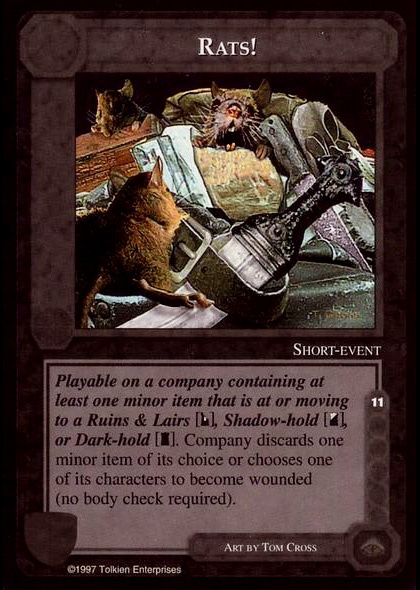 RATS!
SHORT-EVENT
Playable on a company containing at
least one minor item that is at or moving
to a Ruins & Lairs [], Shadow-hold [],
or Dark-hold []. Company discards one
minor item of its choice or chooses one
of its characters to become wounded
(no body check required).
11
ART BY TOM CROSS
©1997 Tolkien Enterprises